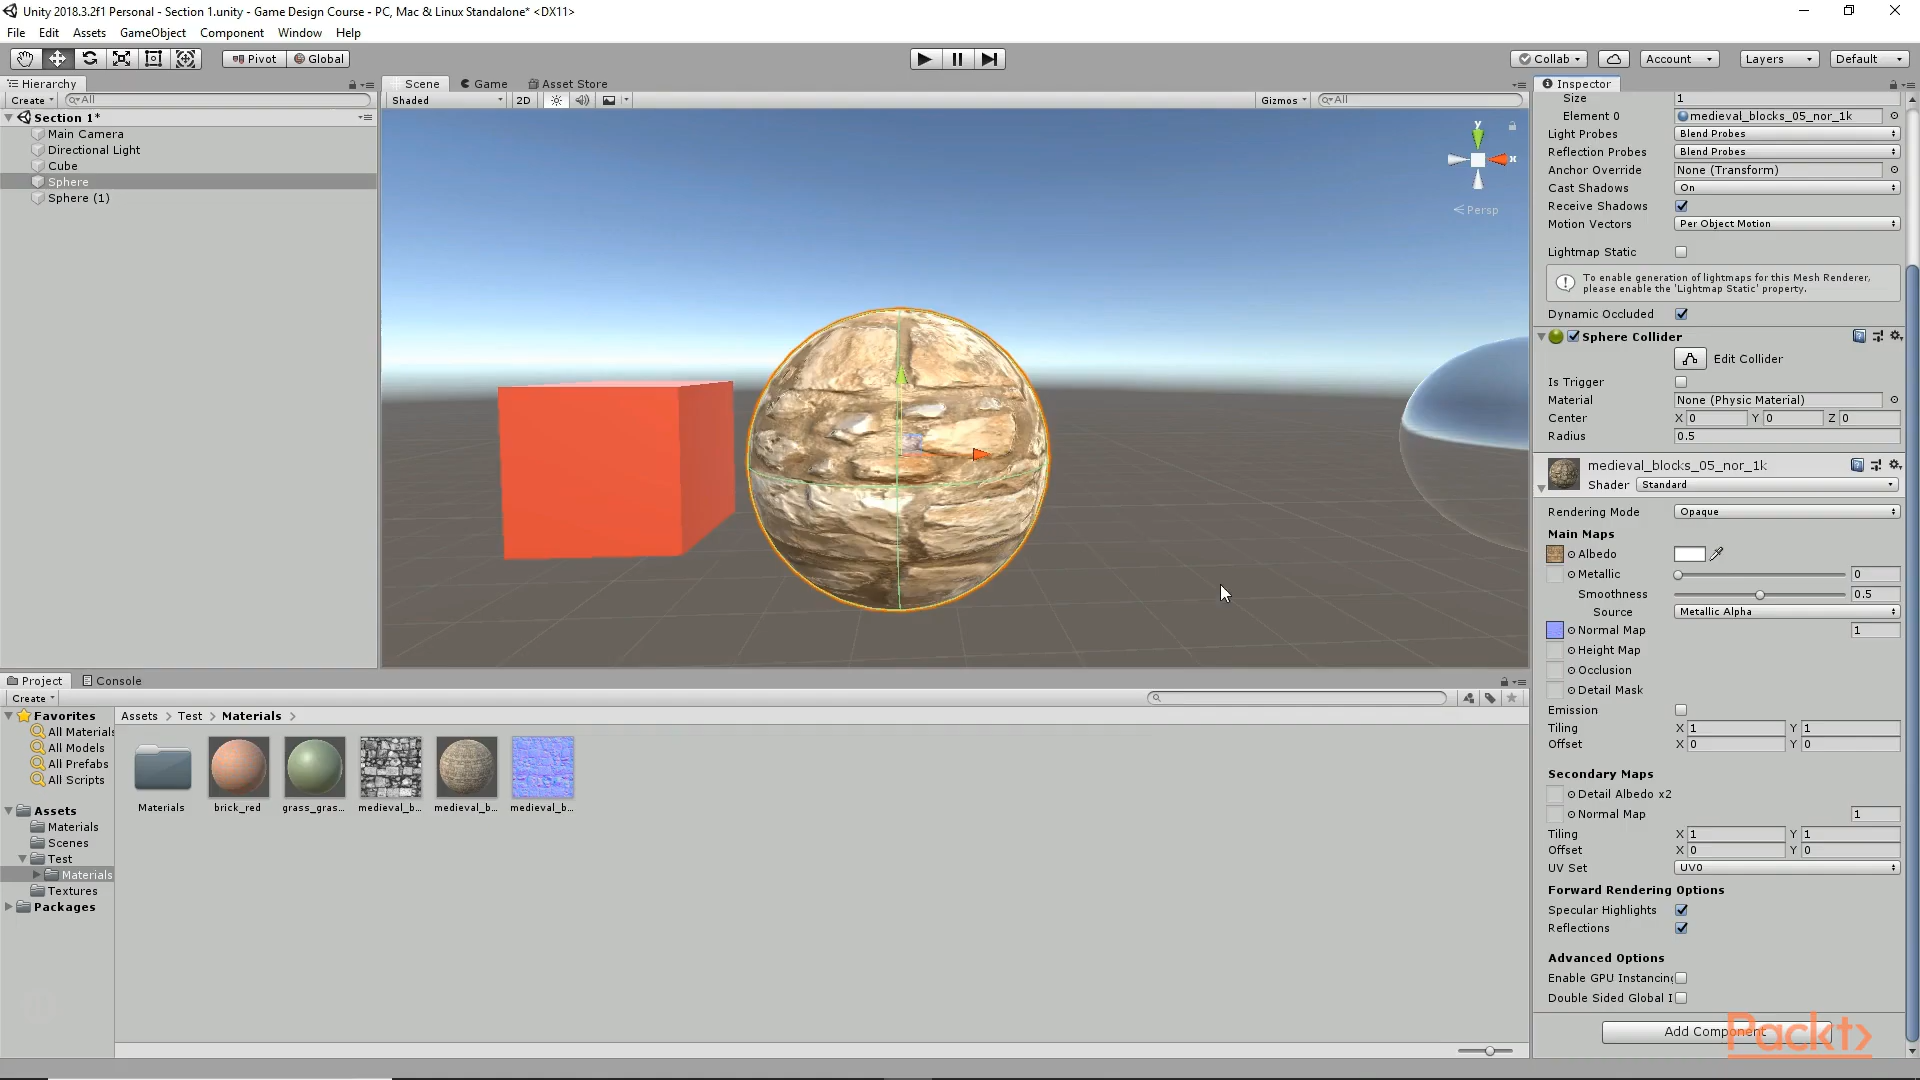 Unity 2018.3.2f1 Personal - Section 1.unity - Game Design Course - PC, Mac & Linux Standalone* <DX11>
File Edit Assets GameObject Component Window Help
Pivot Global Collab Account Layers Default
Hierarchy
Create All
Section 1*
Main Camera
Directional Light
Cube
Sphere
Sphere (1)
Scene Game Asset Store
Shaded 2D Gizmos All
y
x
Persp
Inspector
Size 1
Element 0 medieval_blocks_05_nor_1k
Light Probes Blend Probes
Reflection Probes Blend Probes
Anchor Override None (Transform)
Cast Shadows On
Receive Shadows
Motion Vectors Per Object Motion
Lightmap Static
To enable generation of lightmaps for this Mesh Renderer,
please enable the 'Lightmap Static' property.
Dynamic Occluded
Sphere Collider
Edit Collider
Is Trigger
Material None (Physic Material)
Center X 0 Y 0 Z 0
Radius 0.5
medieval_blocks_05_nor_1k
Shader Standard
Rendering Mode Opaque
Main Maps
Albedo
Metallic 0
Smoothness 0.5
Source Metallic Alpha
Normal Map 1
Height Map
Occlusion
Detail Mask
Emission
Tiling X 1 Y 1
Offset X 0 Y 0
Secondary Maps
Detail Albedo x2
Normal Map 1
Tiling X 1 Y 1
Offset X 0 Y 0
UV Set UV0
Forward Rendering Options
Specular Highlights
Reflections
Advanced Options
Enable GPU Instancing
Double Sided Global I
Add Component
Packt>
Project Console
Create
Favorites
All Materials
All Models
All Prefabs
All Scripts
Assets
Materials
Scenes
Test
Materials
Textures
Packages
Assets > Test > Materials >
Materials brick_red grass_gras... medieval_b... medieval_b... medieval_b...